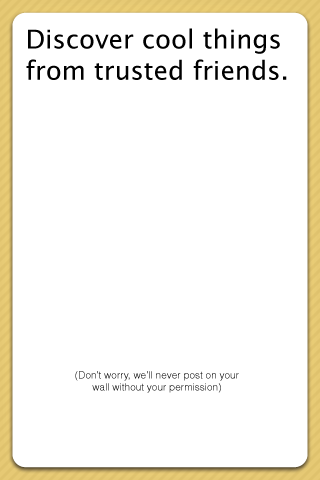 Discover cool things
from trusted friends.
(Don't worry, we'll never post on your
wall without your permission)